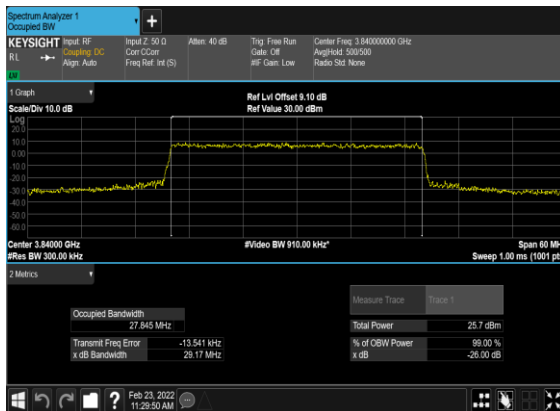 Spectrum Analyzer 1
Occupied BW
KEYSIGHT
RL
Input: RF
Coupling: DC
Align: Auto
Input Z: 50 Ω
Corr CCorr
Freq Ref: Int (S)
Atten: 40 dB
Trig: Free Run
Gate: Off
#IF Gain: Low
Center Freq: 3.840000000 GHz
Avg|Hold: 500/500
Radio Std: None
1 Graph
Scale/Div 10.0 dB
Ref Lvl Offset 9.10 dB
Ref Value 30.00 dBm
Log
20.0
10.0
0.00
-10.0
-20.0
-30.0
-40.0
-50.0
-60.0
Center 3.84000 GHz
#Res BW 300.00 kHz
#Video BW 910.00 kHz*
Span 60 MH
Sweep 1.00 ms (1001 pt
2 Metrics
Measure Trace Trace 1
Occupied Bandwidth
27.845 MHz
Total Power 25.7 dBm
Transmit Freq Error -13.541 kHz
% of OBW Power 99.00 %
x dB Bandwidth 29.17 MHz
x dB -26.00 dB
Feb 23, 2022
11:29:50 AM